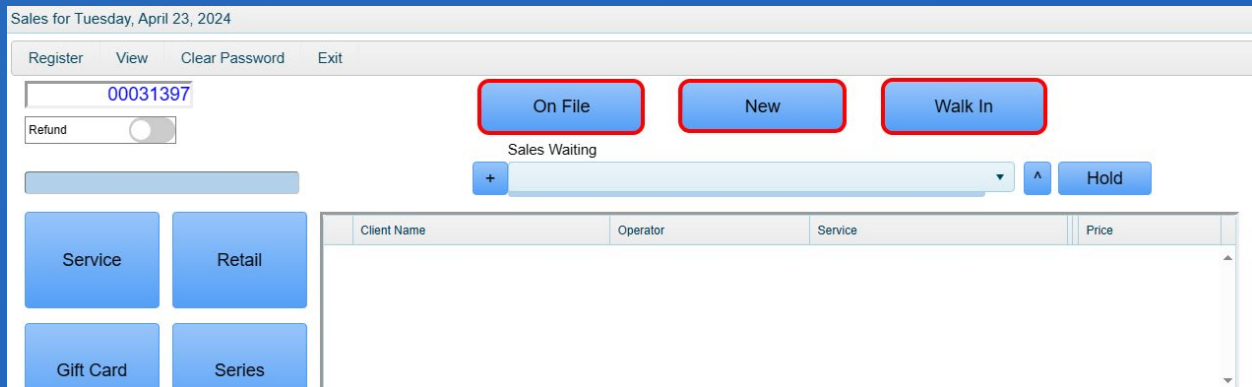 Sales for Tuesday, April 23, 2024
Register View Clear Password Exit
00031397
On File New Walk In
Refund
Sales Waiting
+ ^ Hold
Client Name Operator Service Price
Service Retail
Gift Card Series